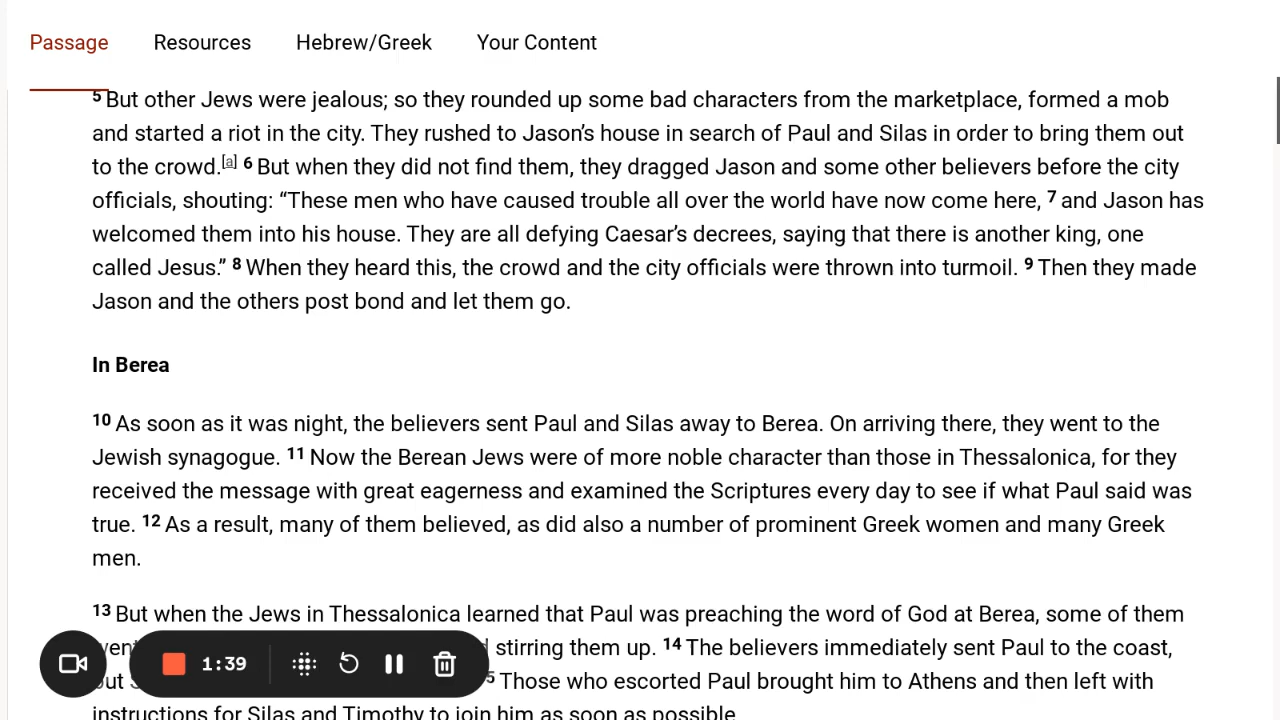 Passage Resources Hebrew/Greek Your Content
5 But other Jews were jealous; so they rounded up some bad characters from the marketplace, formed a mob
and started a riot in the city. They rushed to Jason’s house in search of Paul and Silas in order to bring them out
to the crowd.[a] 6 But when they did not find them, they dragged Jason and some other believers before the city
officials, shouting: “These men who have caused trouble all over the world have now come here, 7 and Jason has
welcomed them into his house. They are all defying Caesar’s decrees, saying that there is another king, one
called Jesus.” 8 When they heard this, the crowd and the city officials were thrown into turmoil. 9 Then they made
Jason and the others post bond and let them go.
In Berea
10 As soon as it was night, the believers sent Paul and Silas away to Berea. On arriving there, they went to the
Jewish synagogue. 11 Now the Berean Jews were of more noble character than those in Thessalonica, for they
received the message with great eagerness and examined the Scriptures every day to see if what Paul said was
true. 12 As a result, many of them believed, as did also a number of prominent Greek women and many Greek
men.
13 But when the Jews in Thessalonica learned that Paul was preaching the word of God at Berea, some of them
stirring them up. 14 The believers immediately sent Paul to the coast,
Those who escorted Paul brought him to Athens and then left with
instructions for Silas and Timothy to join him as soon as possible.
1:39